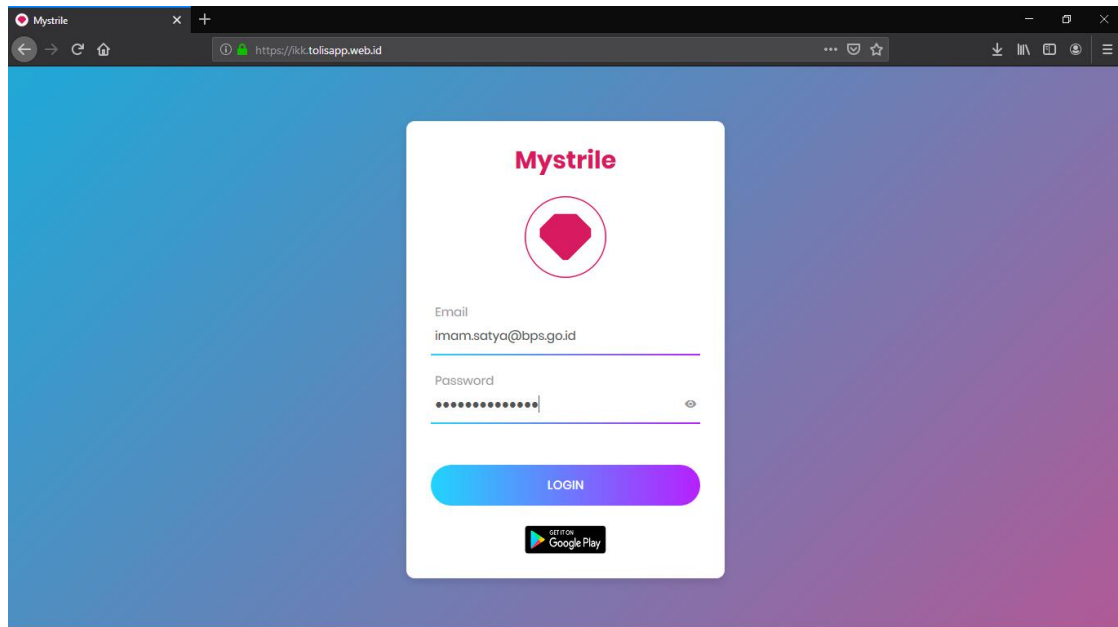 Mystrile
https://ikk.tolisapp.web.id
Mystrile
Email
imam.satya@bps.go.id
Password
●●●●●●●●●●●●●●
LOGIN
GET IT ON
Google Play